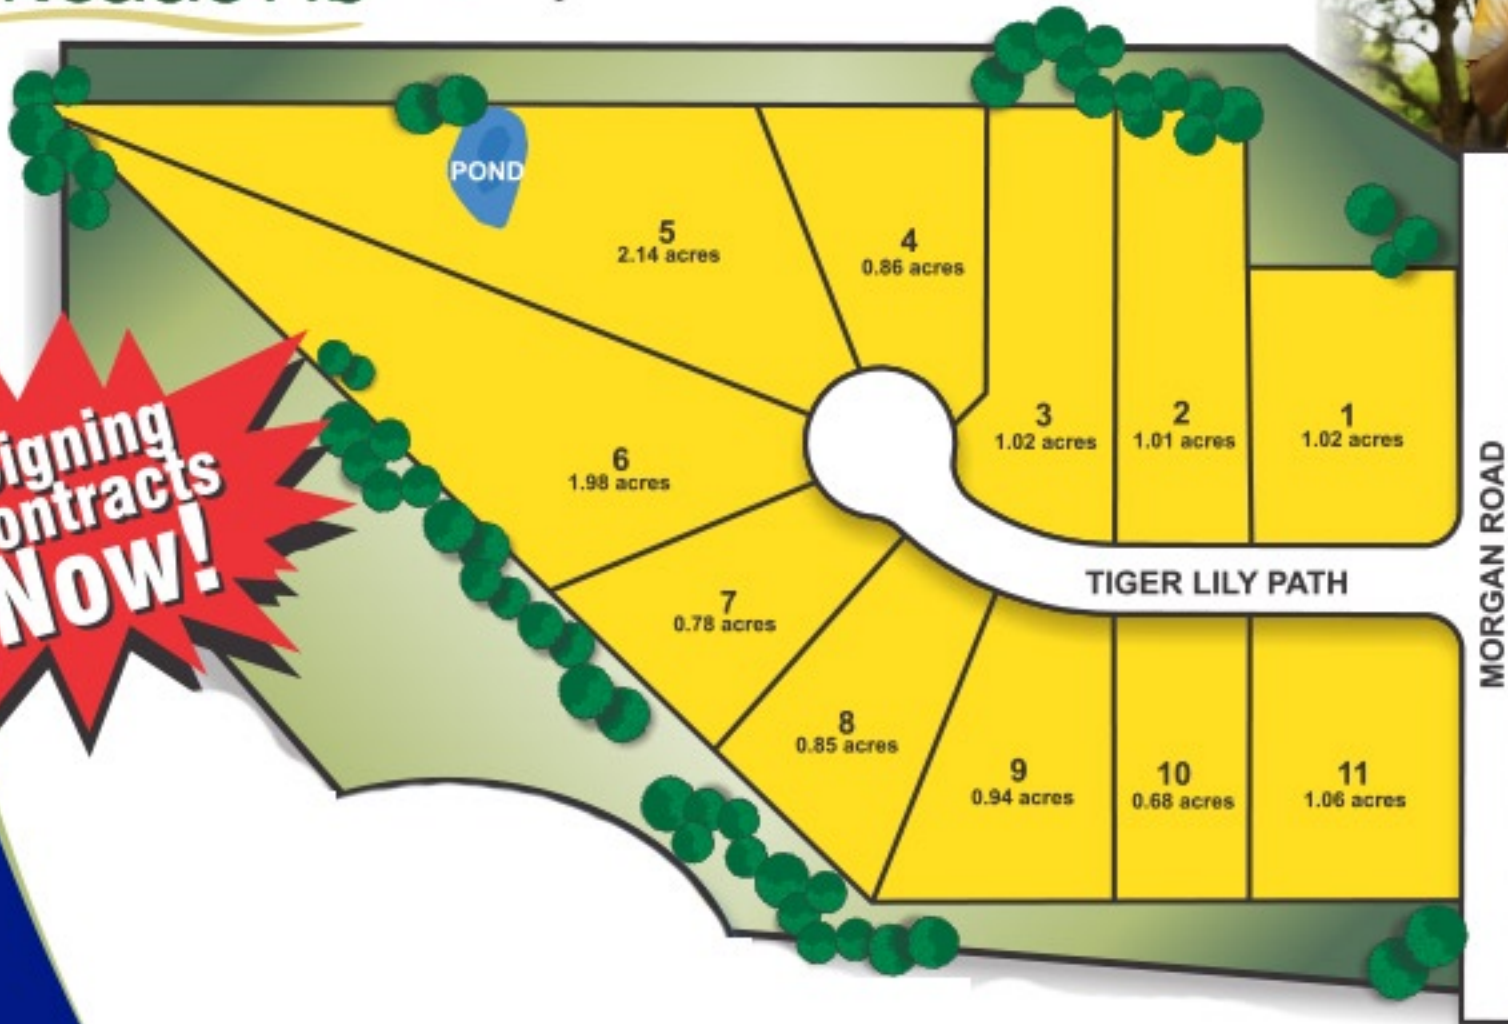 POND
5
2.14 acres
4
0.86 acres
3
1.02 acres
2
1.01 acres
1
1.02 acres
6
1.98 acres
igning
ontracts
Now!
7
0.78 acres
TIGER LILY PATH
MORGAN ROAD
8
0.85 acres
9
0.94 acres
10
0.68 acres
11
1.06 acres